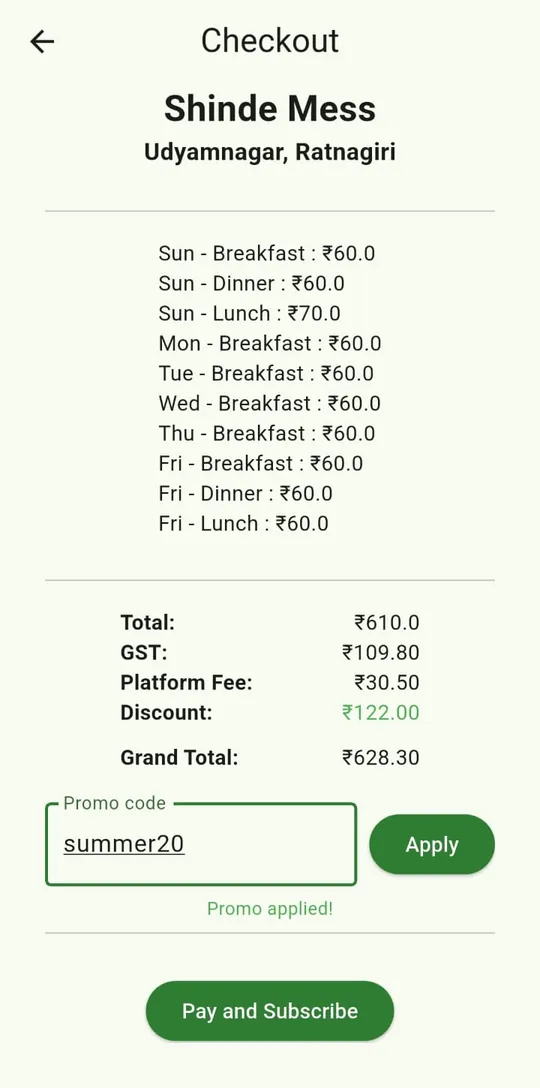 Checkout
Shinde Mess
Udyamnagar, Ratnagiri
Sun - Breakfast : ₹60.0
Sun - Dinner : ₹60.0
Sun - Lunch : ₹70.0
Mon - Breakfast : ₹60.0
Tue - Breakfast : ₹60.0
Wed - Breakfast : ₹60.0
Thu - Breakfast : ₹60.0
Fri - Breakfast : ₹60.0
Fri - Dinner : ₹60.0
Fri - Lunch : ₹60.0
Total: ₹610.0
GST: ₹109.80
Platform Fee: ₹30.50
Discount: ₹122.00
Grand Total: ₹628.30
Promo code
summer20
Apply
Promo applied!
Pay and Subscribe